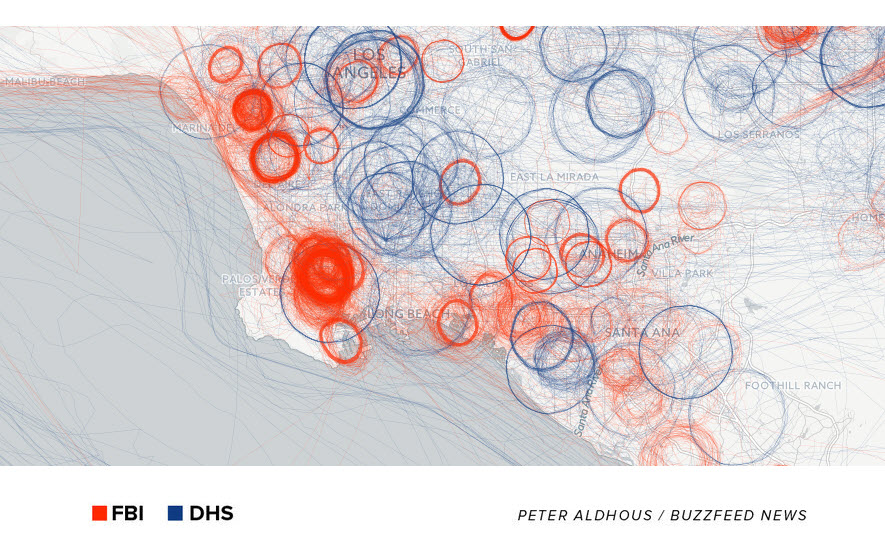 LOS
ANGELES
SOUTH SAN
GABRIEL
MALIBU BEACH
MARINA DEL
LOS SERRANOS
EAST LA MIRADA
ALONDRA PARK
ANAHEIM
Santa Ana River
VILLA PARK
PALOS VERDES
ESTATES
LONG BEACH
SANTA ANA
FOOTHILL RANCH
Santa Ana River
FBI DHS
PETER ALDHOUS / BUZZFEED NEWS